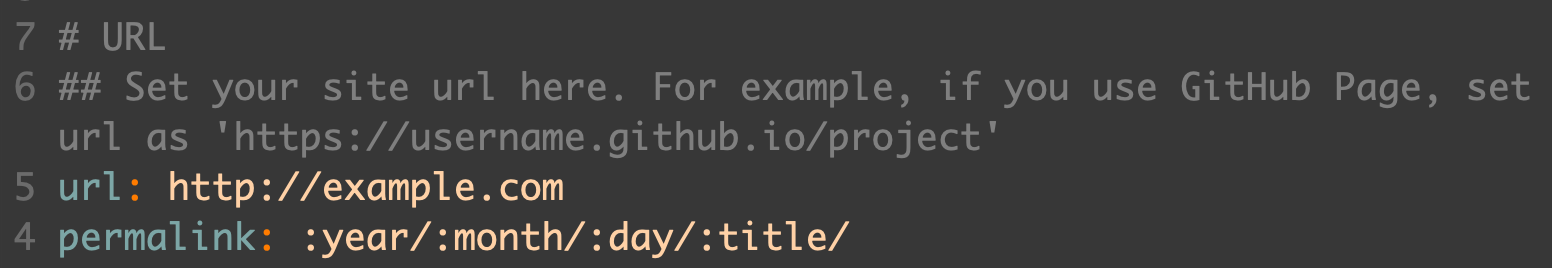 7 # URL
6 ## Set your site url here. For example, if you use GitHub Page, set
url as 'https://username.github.io/project'
5 url: http://example.com
4 permalink: :year/:month/:day/:title/